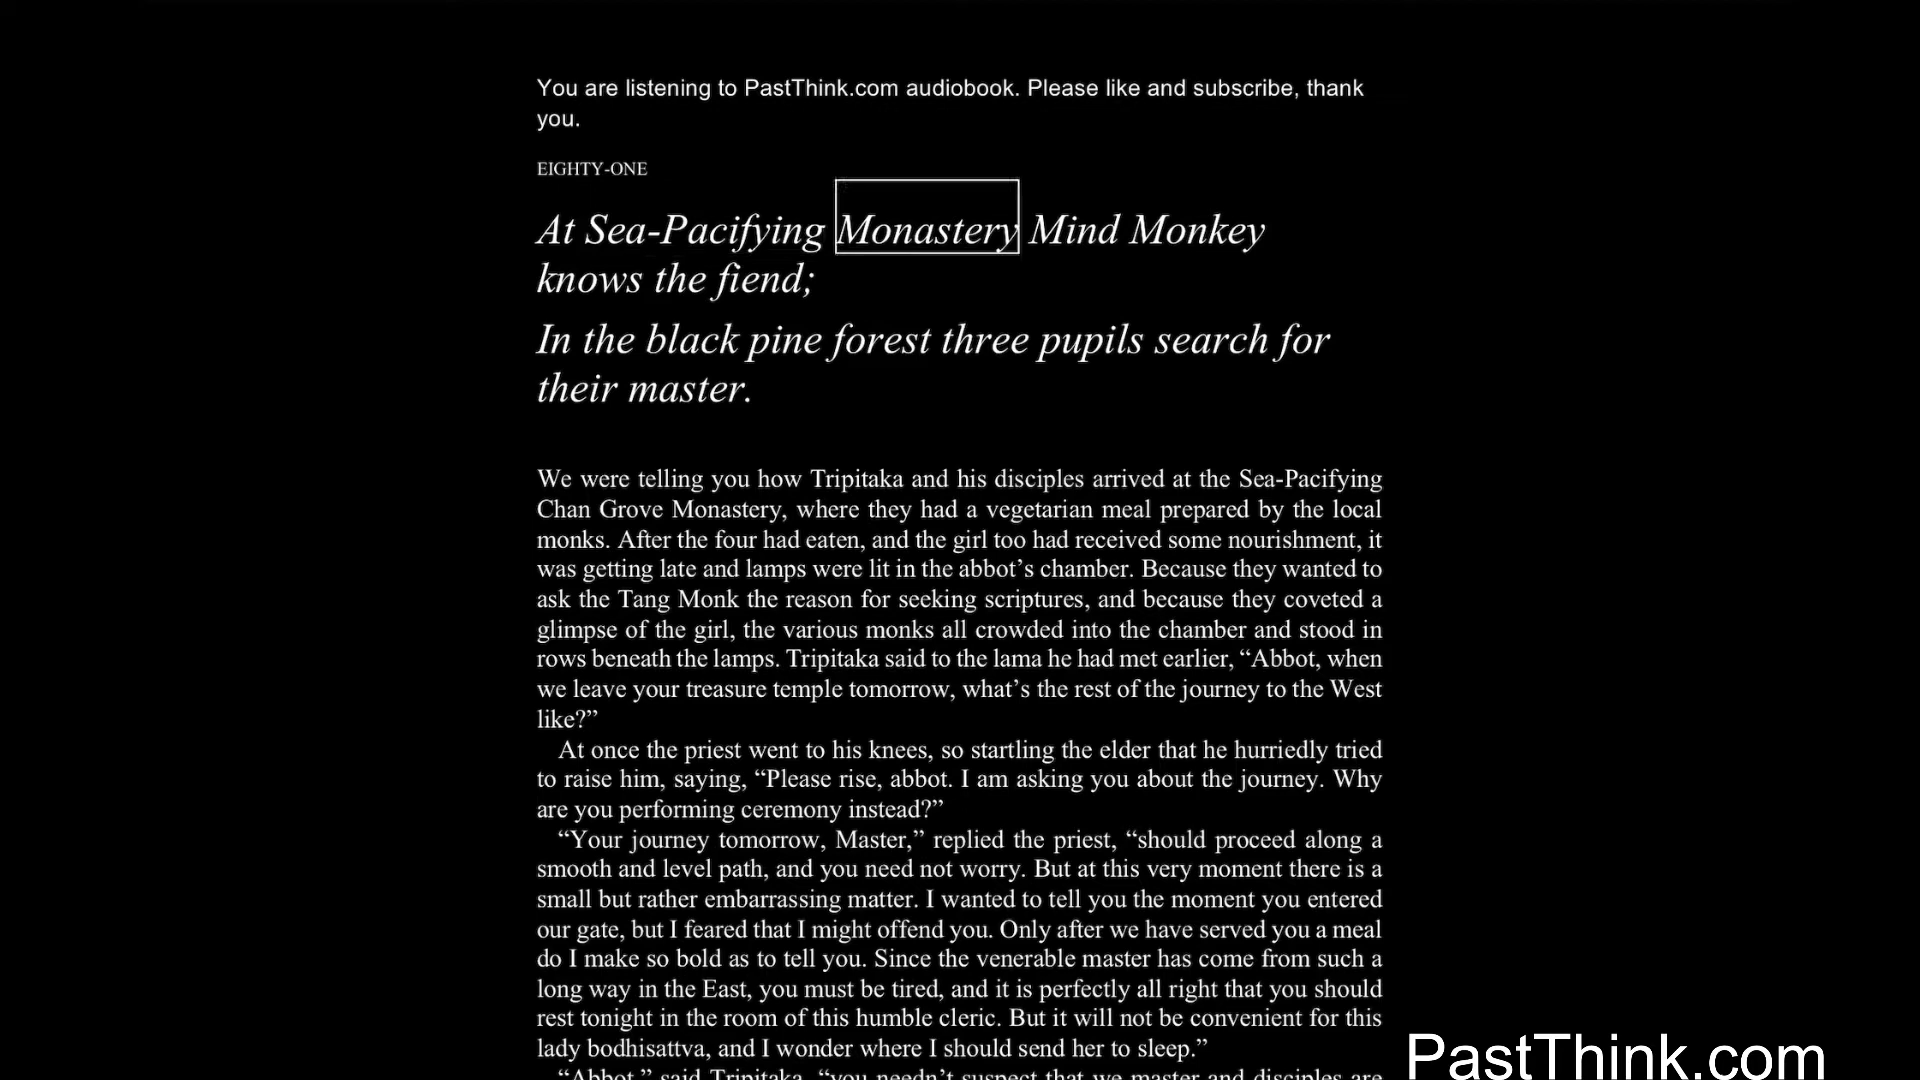 You are listening to PastThink.com audiobook. Please like and subscribe, thank
you.
EIGHTY-ONE
At Sea-Pacifying Monastery Mind Monkey
knows the fiend;
In the black pine forest three pupils search for
their master.
We were telling you how Tripitaka and his disciples arrived at the Sea-Pacifying
Chan Grove Monastery, where they had a vegetarian meal prepared by the local
monks. After the four had eaten, and the girl too had received some nourishment, it
was getting late and lamps were lit in the abbot’s chamber. Because they wanted to
ask the Tang Monk the reason for seeking scriptures, and because they coveted a
glimpse of the girl, the various monks all crowded into the chamber and stood in
rows beneath the lamps. Tripitaka said to the lama he had met earlier, “Abbot, when
we leave your treasure temple tomorrow, what’s the rest of the journey to the West
like?”
At once the priest went to his knees, so startling the elder that he hurriedly tried
to raise him, saying, “Please rise, abbot. I am asking you about the journey. Why
are you performing ceremony instead?”
“Your journey tomorrow, Master,” replied the priest, “should proceed along a
smooth and level path, and you need not worry. But at this very moment there is a
small but rather embarrassing matter. I wanted to tell you the moment you entered
our gate, but I feared that I might offend you. Only after we have served you a meal
do I make so bold as to tell you. Since the venerable master has come from such a
long way in the East, you must be tired, and it is perfectly all right that you should
rest tonight in the room of this humble cleric. But it will not be convenient for this
lady bodhisattva, and I wonder where I should send her to sleep.”
“Abbot,” said Tripitaka, “you needn’t suspect that we master and disciples are
PastThink.com